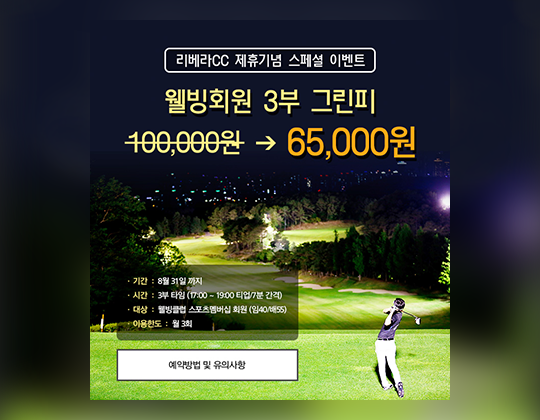 리베라CC 제휴기념 스페셜 이벤트
웰빙회원 3부 그린피
100,000원 → 65,000원
· 기간 : 8월 31일 까지
· 시간 : 3부 타임 (17:00 ~ 19:00 티업/7분 간격)
· 대상 : 웰빙클럽 스포츠멤버십 회원 (임40/배55)
· 이용한도 : 월 3회
예약방법 및 유의사항